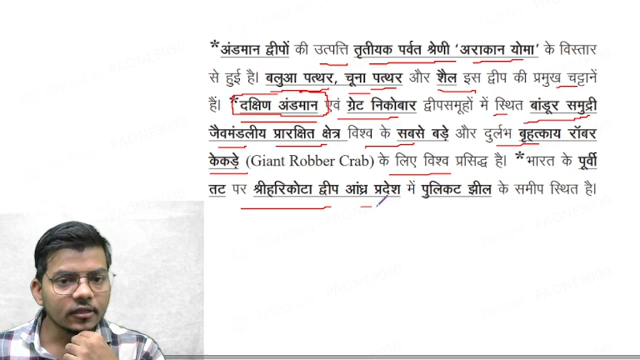 *अंडमान द्वीपों की उत्पत्ति तृतीयक पर्वत श्रेणी ‘अराकान योमा’ के विस्तार
से हुई है। बलुआ पत्थर, चूना पत्थर और शैल इस द्वीप की प्रमुख चट्टानें
हैं। *दक्षिण अंडमान एवं ग्रेट निकोबार द्वीपसमूहों में स्थित बांडूर समुद्री
जैवमंडलीय प्रारक्षित क्षेत्र विश्व के सबसे बड़े और दुर्लभ बृहत्काय रॉबर
केकड़े (Giant Robber Crab) के लिए विश्व प्रसिद्ध है। *भारत के पूर्वी
तट पर श्रीहरिकोटा द्वीप आंध्र प्रदेश में पुलिकट झील के समीप स्थित है।